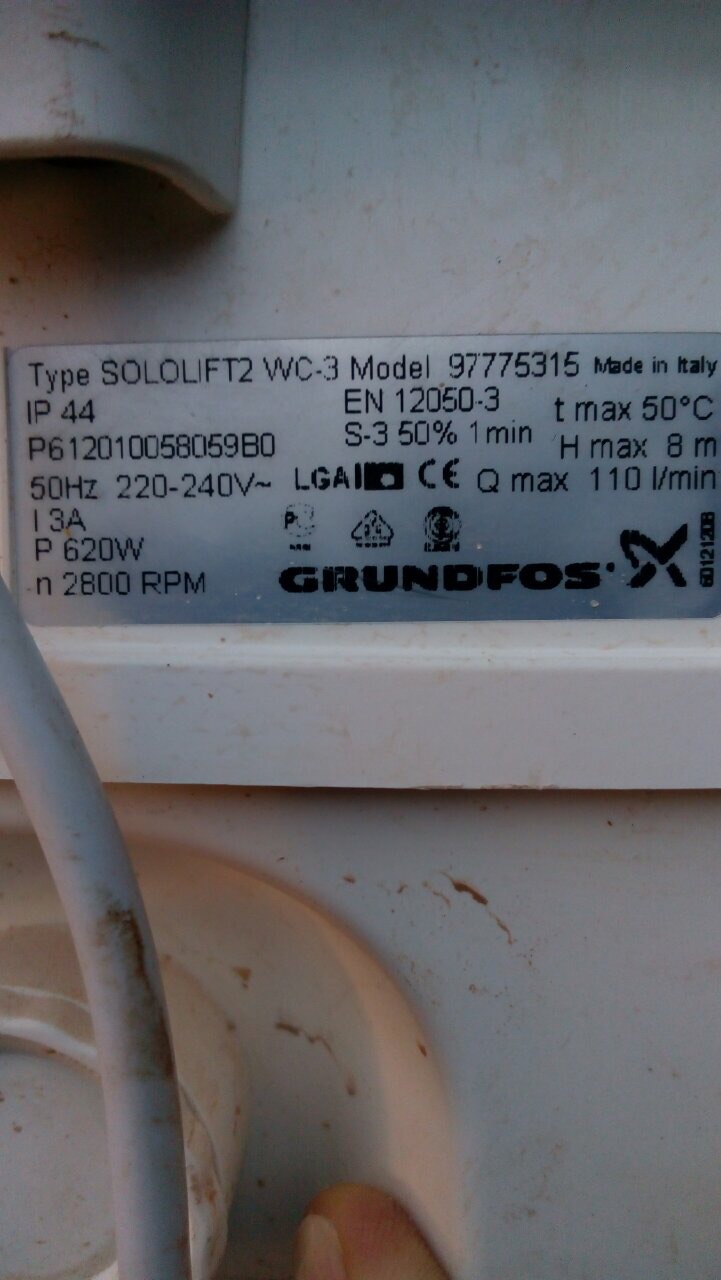 Type SOLOLIFT2 WC-3 Model 97775315 Made in Italy
IP 44 EN 12050-3 t max 50°C
P612010058059B0 S-3 50% 1min H max 8 m
50Hz 220-240V~ LGA CE Q max 110 l/min
I 3A
P 620W
n 2800 RPM GRUNDFOS